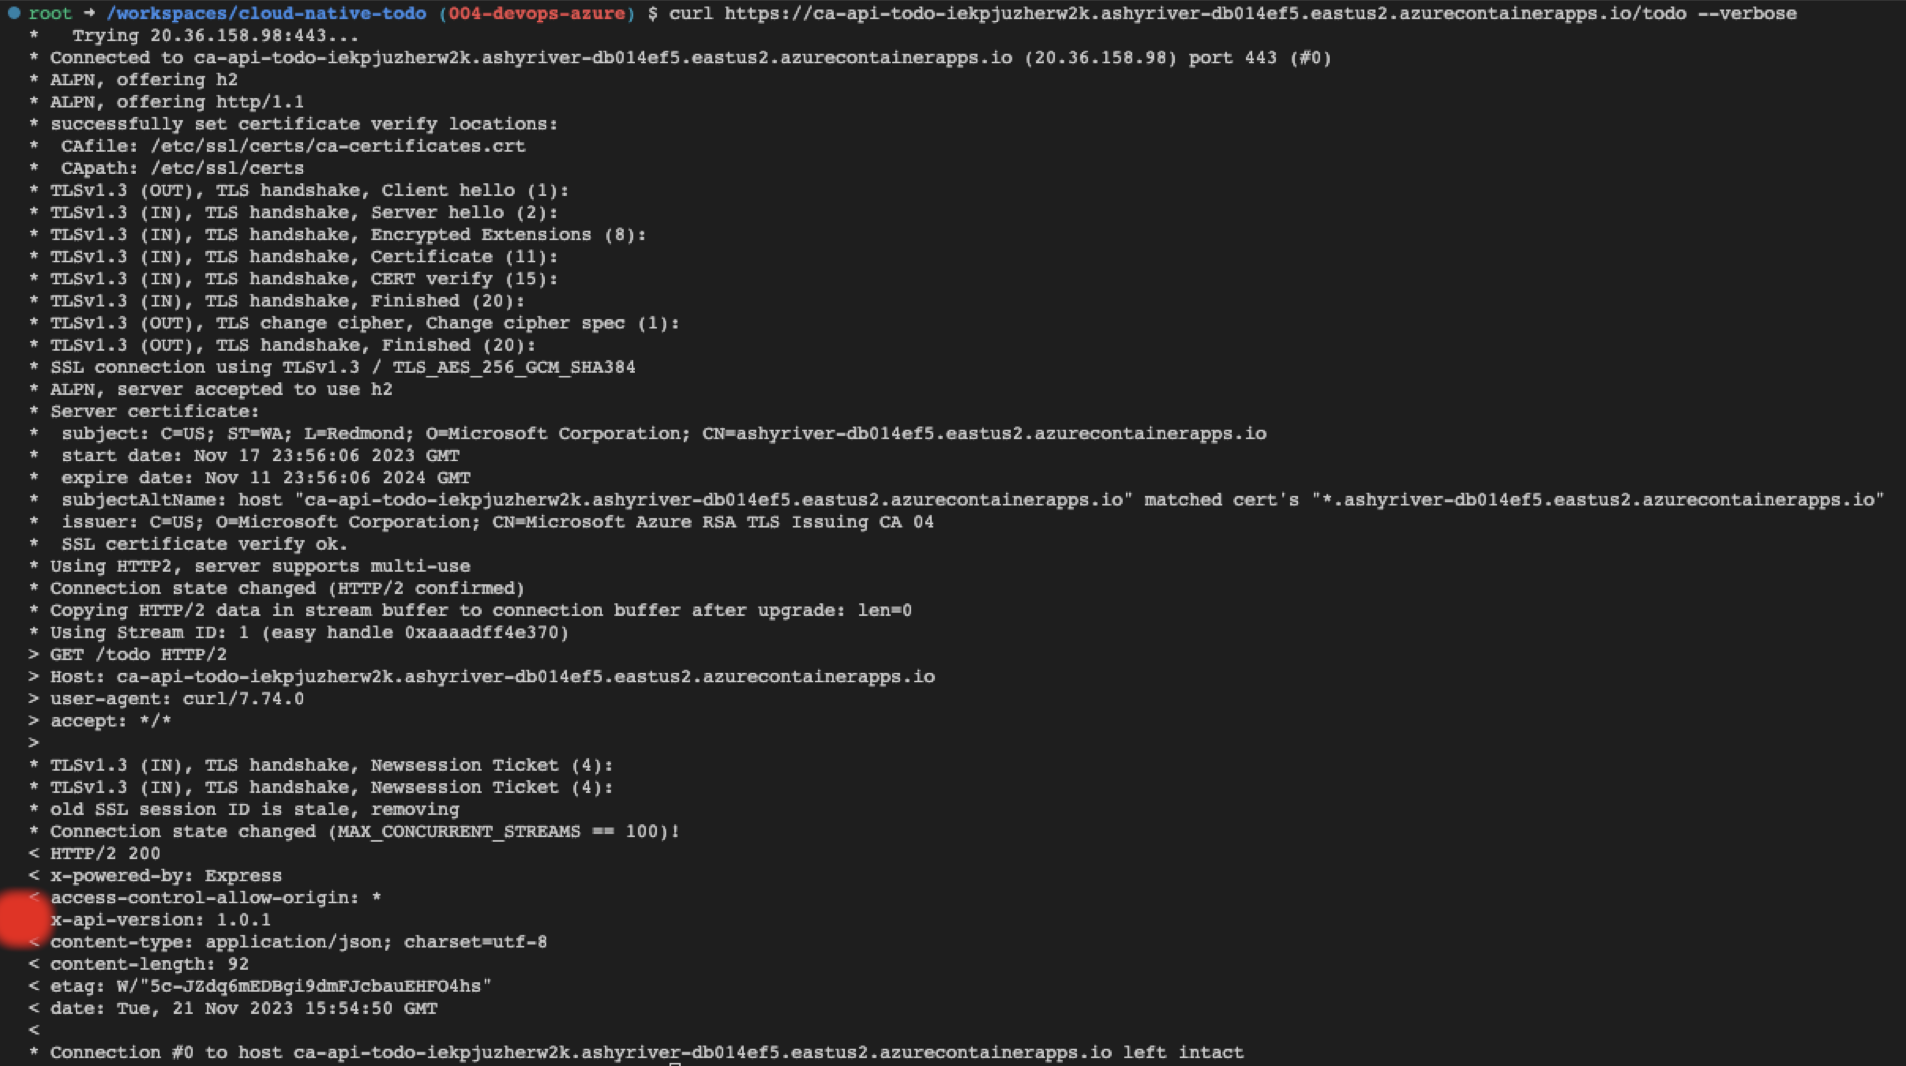 root → /workspaces/cloud-native-todo (004-devops-azure) $ curl https://ca-api-todo-iekpjuzherw2k.ashyriver-db014ef5.eastus2.azurecontainerapps.io/todo --verbose
*   Trying 20.36.158.98:443...
* Connected to ca-api-todo-iekpjuzherw2k.ashyriver-db014ef5.eastus2.azurecontainerapps.io (20.36.158.98) port 443 (#0)
* ALPN, offering h2
* ALPN, offering http/1.1
* successfully set certificate verify locations:
*  CAfile: /etc/ssl/certs/ca-certificates.crt
*  CApath: /etc/ssl/certs
* TLSv1.3 (OUT), TLS handshake, Client hello (1):
* TLSv1.3 (IN), TLS handshake, Server hello (2):
* TLSv1.3 (IN), TLS handshake, Encrypted Extensions (8):
* TLSv1.3 (IN), TLS handshake, Certificate (11):
* TLSv1.3 (IN), TLS handshake, CERT verify (15):
* TLSv1.3 (IN), TLS handshake, Finished (20):
* TLSv1.3 (OUT), TLS change cipher, Change cipher spec (1):
* TLSv1.3 (OUT), TLS handshake, Finished (20):
* SSL connection using TLSv1.3 / TLS_AES_256_GCM_SHA384
* ALPN, server accepted to use h2
* Server certificate:
*  subject: C=US; ST=WA; L=Redmond; O=Microsoft Corporation; CN=ashyriver-db014ef5.eastus2.azurecontainerapps.io
*  start date: Nov 17 23:56:06 2023 GMT
*  expire date: Nov 11 23:56:06 2024 GMT
*  subjectAltName: host "ca-api-todo-iekpjuzherw2k.ashyriver-db014ef5.eastus2.azurecontainerapps.io" matched cert's "*.ashyriver-db014ef5.eastus2.azurecontainerapps.io"
*  issuer: C=US; O=Microsoft Corporation; CN=Microsoft Azure RSA TLS Issuing CA 04
*  SSL certificate verify ok.
* Using HTTP2, server supports multi-use
* Connection state changed (HTTP/2 confirmed)
* Copying HTTP/2 data in stream buffer to connection buffer after upgrade: len=0
* Using Stream ID: 1 (easy handle 0xaaaadff4e370)
> GET /todo HTTP/2
> Host: ca-api-todo-iekpjuzherw2k.ashyriver-db014ef5.eastus2.azurecontainerapps.io
> user-agent: curl/7.74.0
> accept: */*
>
* TLSv1.3 (IN), TLS handshake, Newsession Ticket (4):
* TLSv1.3 (IN), TLS handshake, Newsession Ticket (4):
* old SSL session ID is stale, removing
* Connection state changed (MAX_CONCURRENT_STREAMS == 100)!
< HTTP/2 200
< x-powered-by: Express
< access-control-allow-origin: *
x-api-version: 1.0.1
< content-type: application/json; charset=utf-8
< content-length: 92
< etag: W/"5c-JZdq6mEDBgi9dmFJcbauEHFO4hs"
< date: Tue, 21 Nov 2023 15:54:50 GMT
<
* Connection #0 to host ca-api-todo-iekpjuzherw2k.ashyriver-db014ef5.eastus2.azurecontainerapps.io left intact